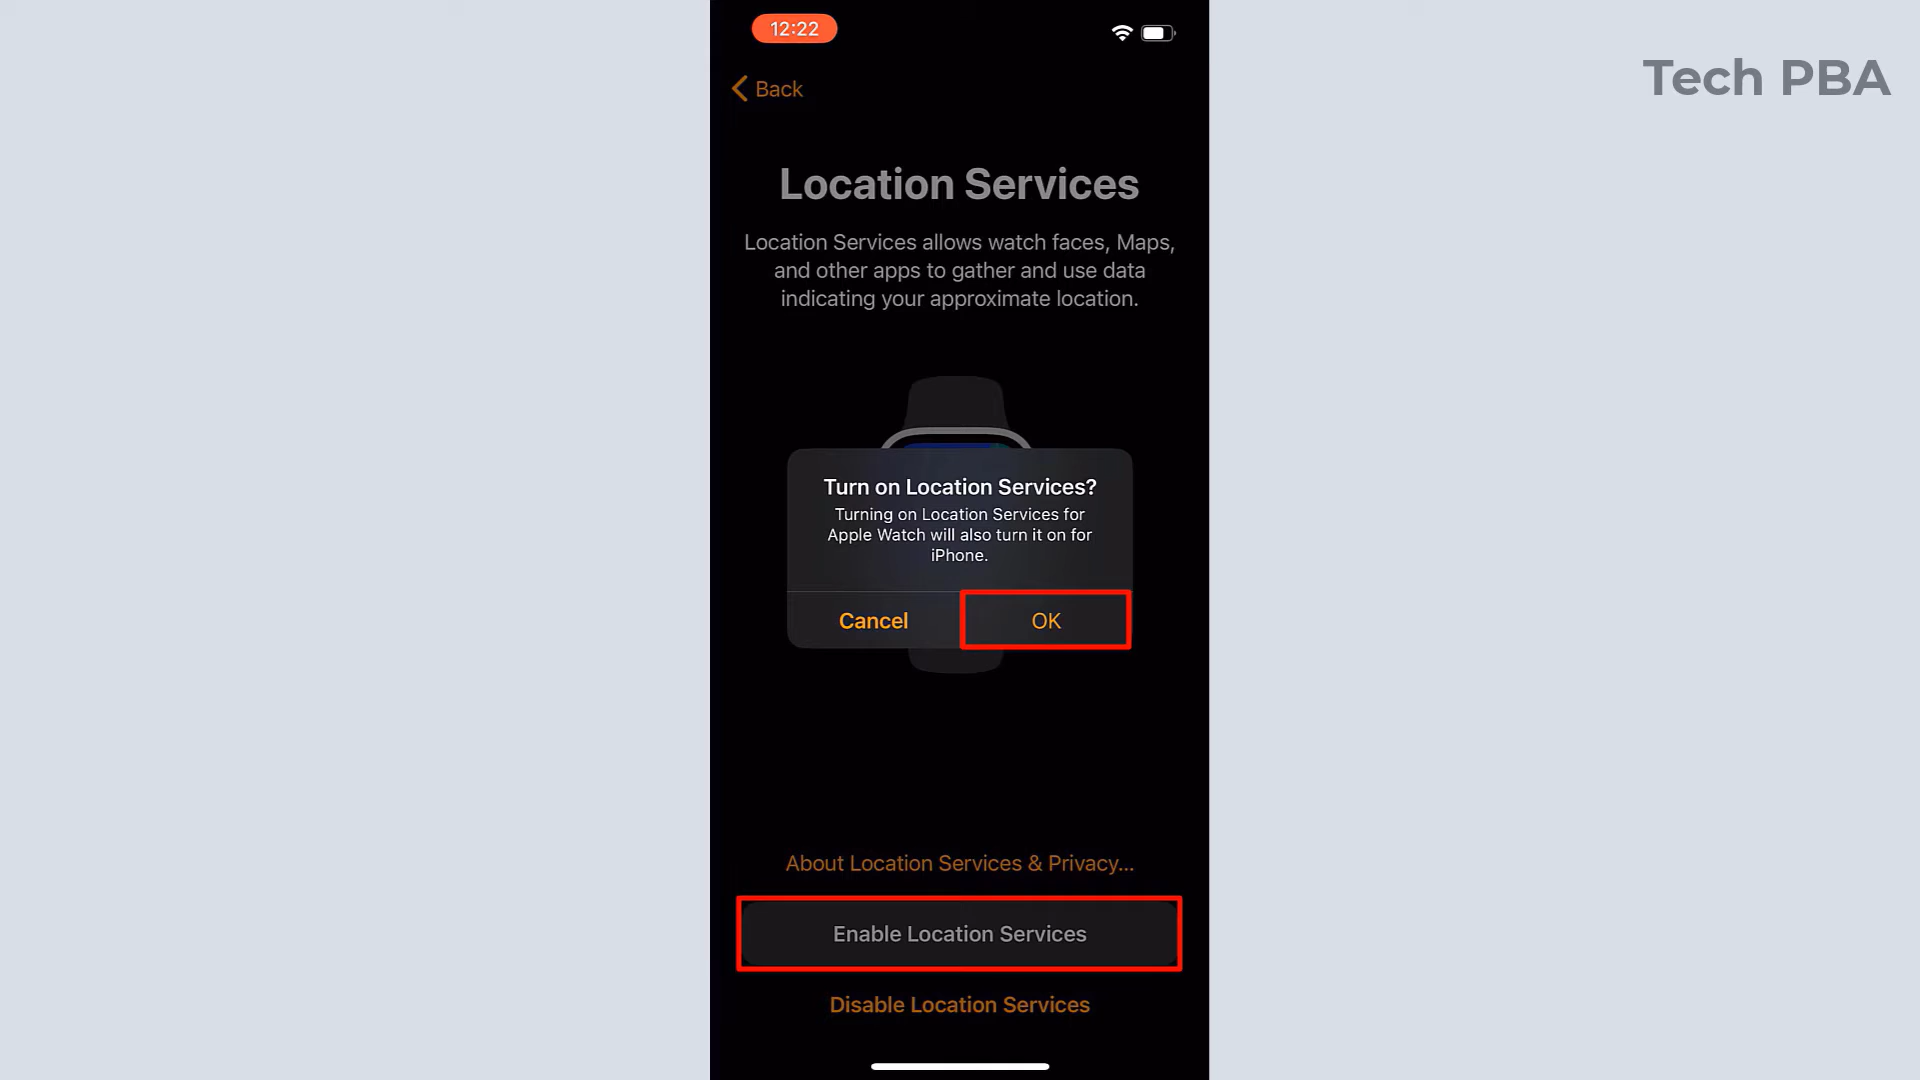 12:22
Tech PBA
Back
Location Services
Location Services allows watch faces, Maps,
and other apps to gather and use data
indicating your approximate location.
Turn on Location Services?
Turning on Location Services for
Apple Watch will also turn it on for
iPhone.
Cancel
OK
About Location Services & Privacy...
Enable Location Services
Disable Location Services